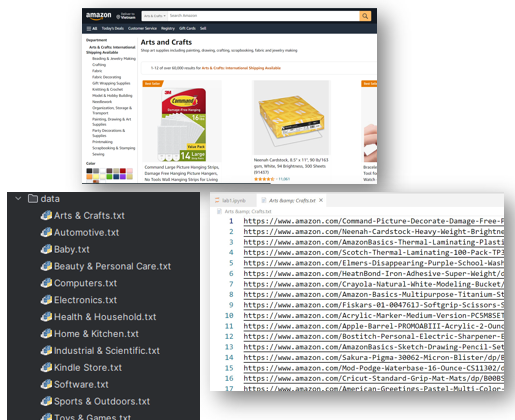 amazon
Deliver to
Vietnam
Arts & Crafts
Search Amazon
All
Today's Deals
Customer Service
Registry
Gift Cards
Sell
Department
Arts & Crafts International
Shipping Available
Beading & Jewelry Making
Crafting
Fabric
Fabric Decorating
Gift Wrapping Supplies
Knitting & Crochet
Model & Hobby Building
Needlework
Organization, Storage &
Transport
Painting, Drawing & Art
Supplies
Party Decorations &
Supplies
Printmaking
Scrapbooking & Stamping
Sewing
Color
Arts and Crafts
Shop arts supplies including painting, drawing, crafting, scrapbooking, fabric and jewelry making
1-12 of over 60,000 results for Arts & Crafts International Shipping Available
Command
Damage-Free Hanging
Value Pack
14
Large
Command Large Picture Hanging Strips,
Damage Free Hanging Picture Hangers,
No Tools Wall Hanging Strips for Living
Neenah Cardstock, 8.5" x 11", 90 lb/163
gsm, White, 94 Brightness, 300 Sheets
(91437)
data
Arts & Crafts.txt
Automotive.txt
Baby.txt
Beauty & Personal Care.txt
Computers.txt
Electronics.txt
Health & Household.txt
Home & Kitchen.txt
Industrial & Scientific.txt
Kindle Store.txt
Software.txt
Sports & Outdoors.txt
Toys & Games.txt
lab1.ipynb
Arts &amp; Crafts.txt
Arts &amp; Crafts.txt
1 https://www.amazon.com/Command-Picture-Decorate-Damage-Free-P
2 https://www.amazon.com/Neenah-Cardstock-Heavy-Weight-Brightne
3 https://www.amazon.com/AmazonBasics-Thermal-Laminating-Plasti
4 https://www.amazon.com/Scotch-Thermal-Laminating-100-Pack-TP3
5 https://www.amazon.com/Elmers-Disappearing-Purple-School-Wash
6 https://www.amazon.com/HeatnBond-Iron-Adhesive-Super-Weight/d
7 https://www.amazon.com/Crayola-Natural-White-Modeling-Bucket/
8 https://www.amazon.com/Amazon-Basics-Multipurpose-Titanium-St
9 https://www.amazon.com/Fiskars-01-004761J-Softgrip-Scissors-S
10 https://www.amazon.com/Acrylic-Marker-Medium-Version-PC5M8SET
11 https://www.amazon.com/Apple-Barrel-PROMOABIII-Acrylic-2-Ounc
12 https://www.amazon.com/Bostitch-Personal-Electric-Sharpener-E
13 https://www.amazon.com/AmazonBasics-Sketch-Drawing-Pencil-Set
14 https://www.amazon.com/Sakura-Pigma-30062-Micron-Blister/dp/B
15 https://www.amazon.com/Mod-Podge-Waterbase-16-Ounce-CS11302/d
16 https://www.amazon.com/Cricut-Standard-Grip-Mat-Mats/dp/B00BS
17 https://www.amazon.com/American-Greetings-Pastel-Multi-Color-